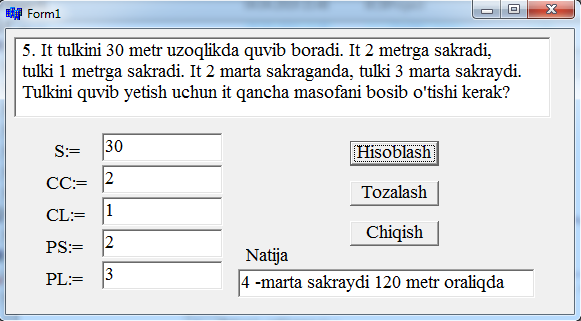 Form1
5. It tulkini 30 metr uzoqlikda quvib boradi. It 2 metrga sakradi,
tulki 1 metrga sakradi. It 2 marta sakraganda, tulki 3 marta sakraydi.
Tulkini quvib yetish uchun it qancha masofani bosib o'tishi kerak?
S:= 30
CC:= 2
CL:= 1
PS:= 2
PL:= 3
Hisoblash
Tozalash
Chiqish
Natija
4 -marta sakraydi 120 metr oraliqda